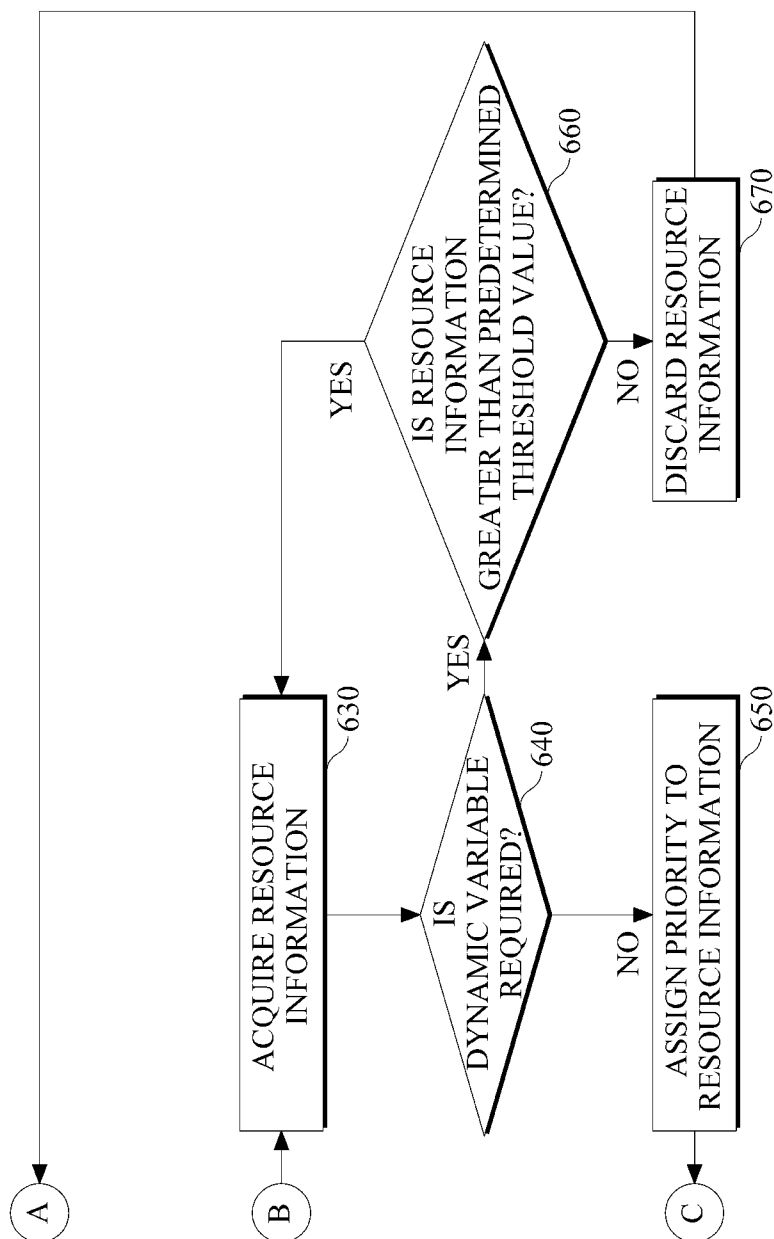 A
B
ACQUIRE RESOURCE
INFORMATION
630
IS
DYNAMIC VARIABLE
REQUIRED?
640
YES
NO
ASSIGN PRIORITY TO
RESOURCE INFORMATION
650
C
YES
IS RESOURCE
INFORMATION
GREATER THAN PREDETERMINED
THRESHOLD VALUE?
660
NO
DISCARD RESOURCE
INFORMATION
670